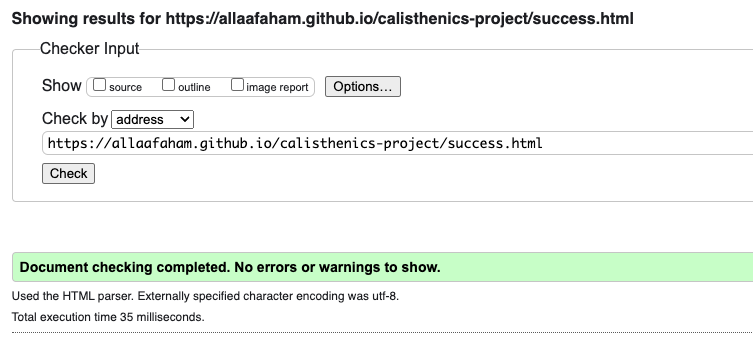 Showing results for https://allaafaham.github.io/calisthenics-project/success.html
Checker Input
Show source outline image report Options...
Check by address
https://allaafaham.github.io/calisthenics-project/success.html
Check
Document checking completed. No errors or warnings to show.
Used the HTML parser. Externally specified character encoding was utf-8.
Total execution time 35 milliseconds.